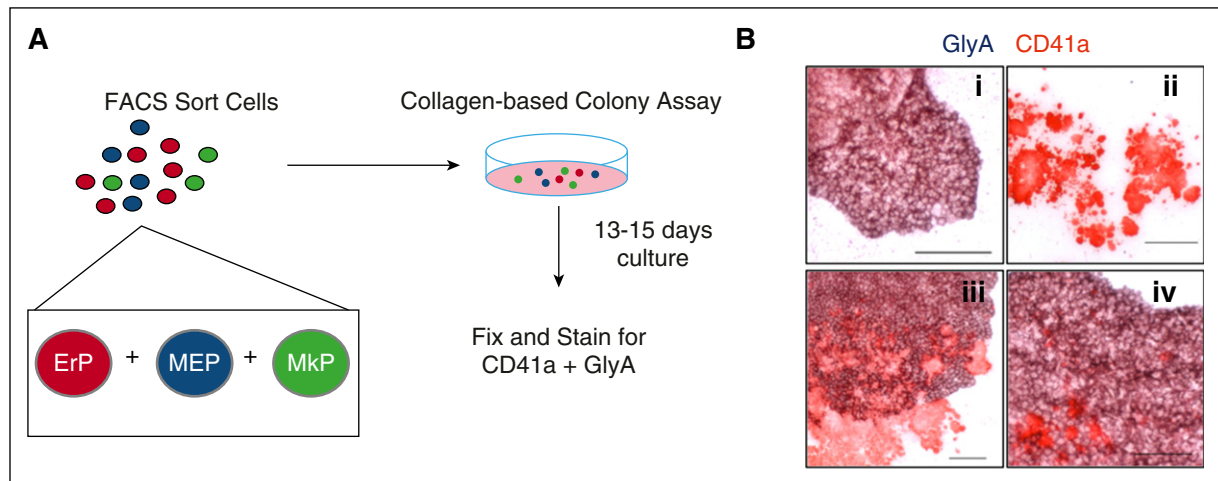 A
FACS Sort Cells
Collagen-based Colony Assay
13-15 days
culture
Fix and Stain for
CD41a + GlyA
ErP + MEP + MkP
B
GlyA CD41a
i
ii
iii
iv